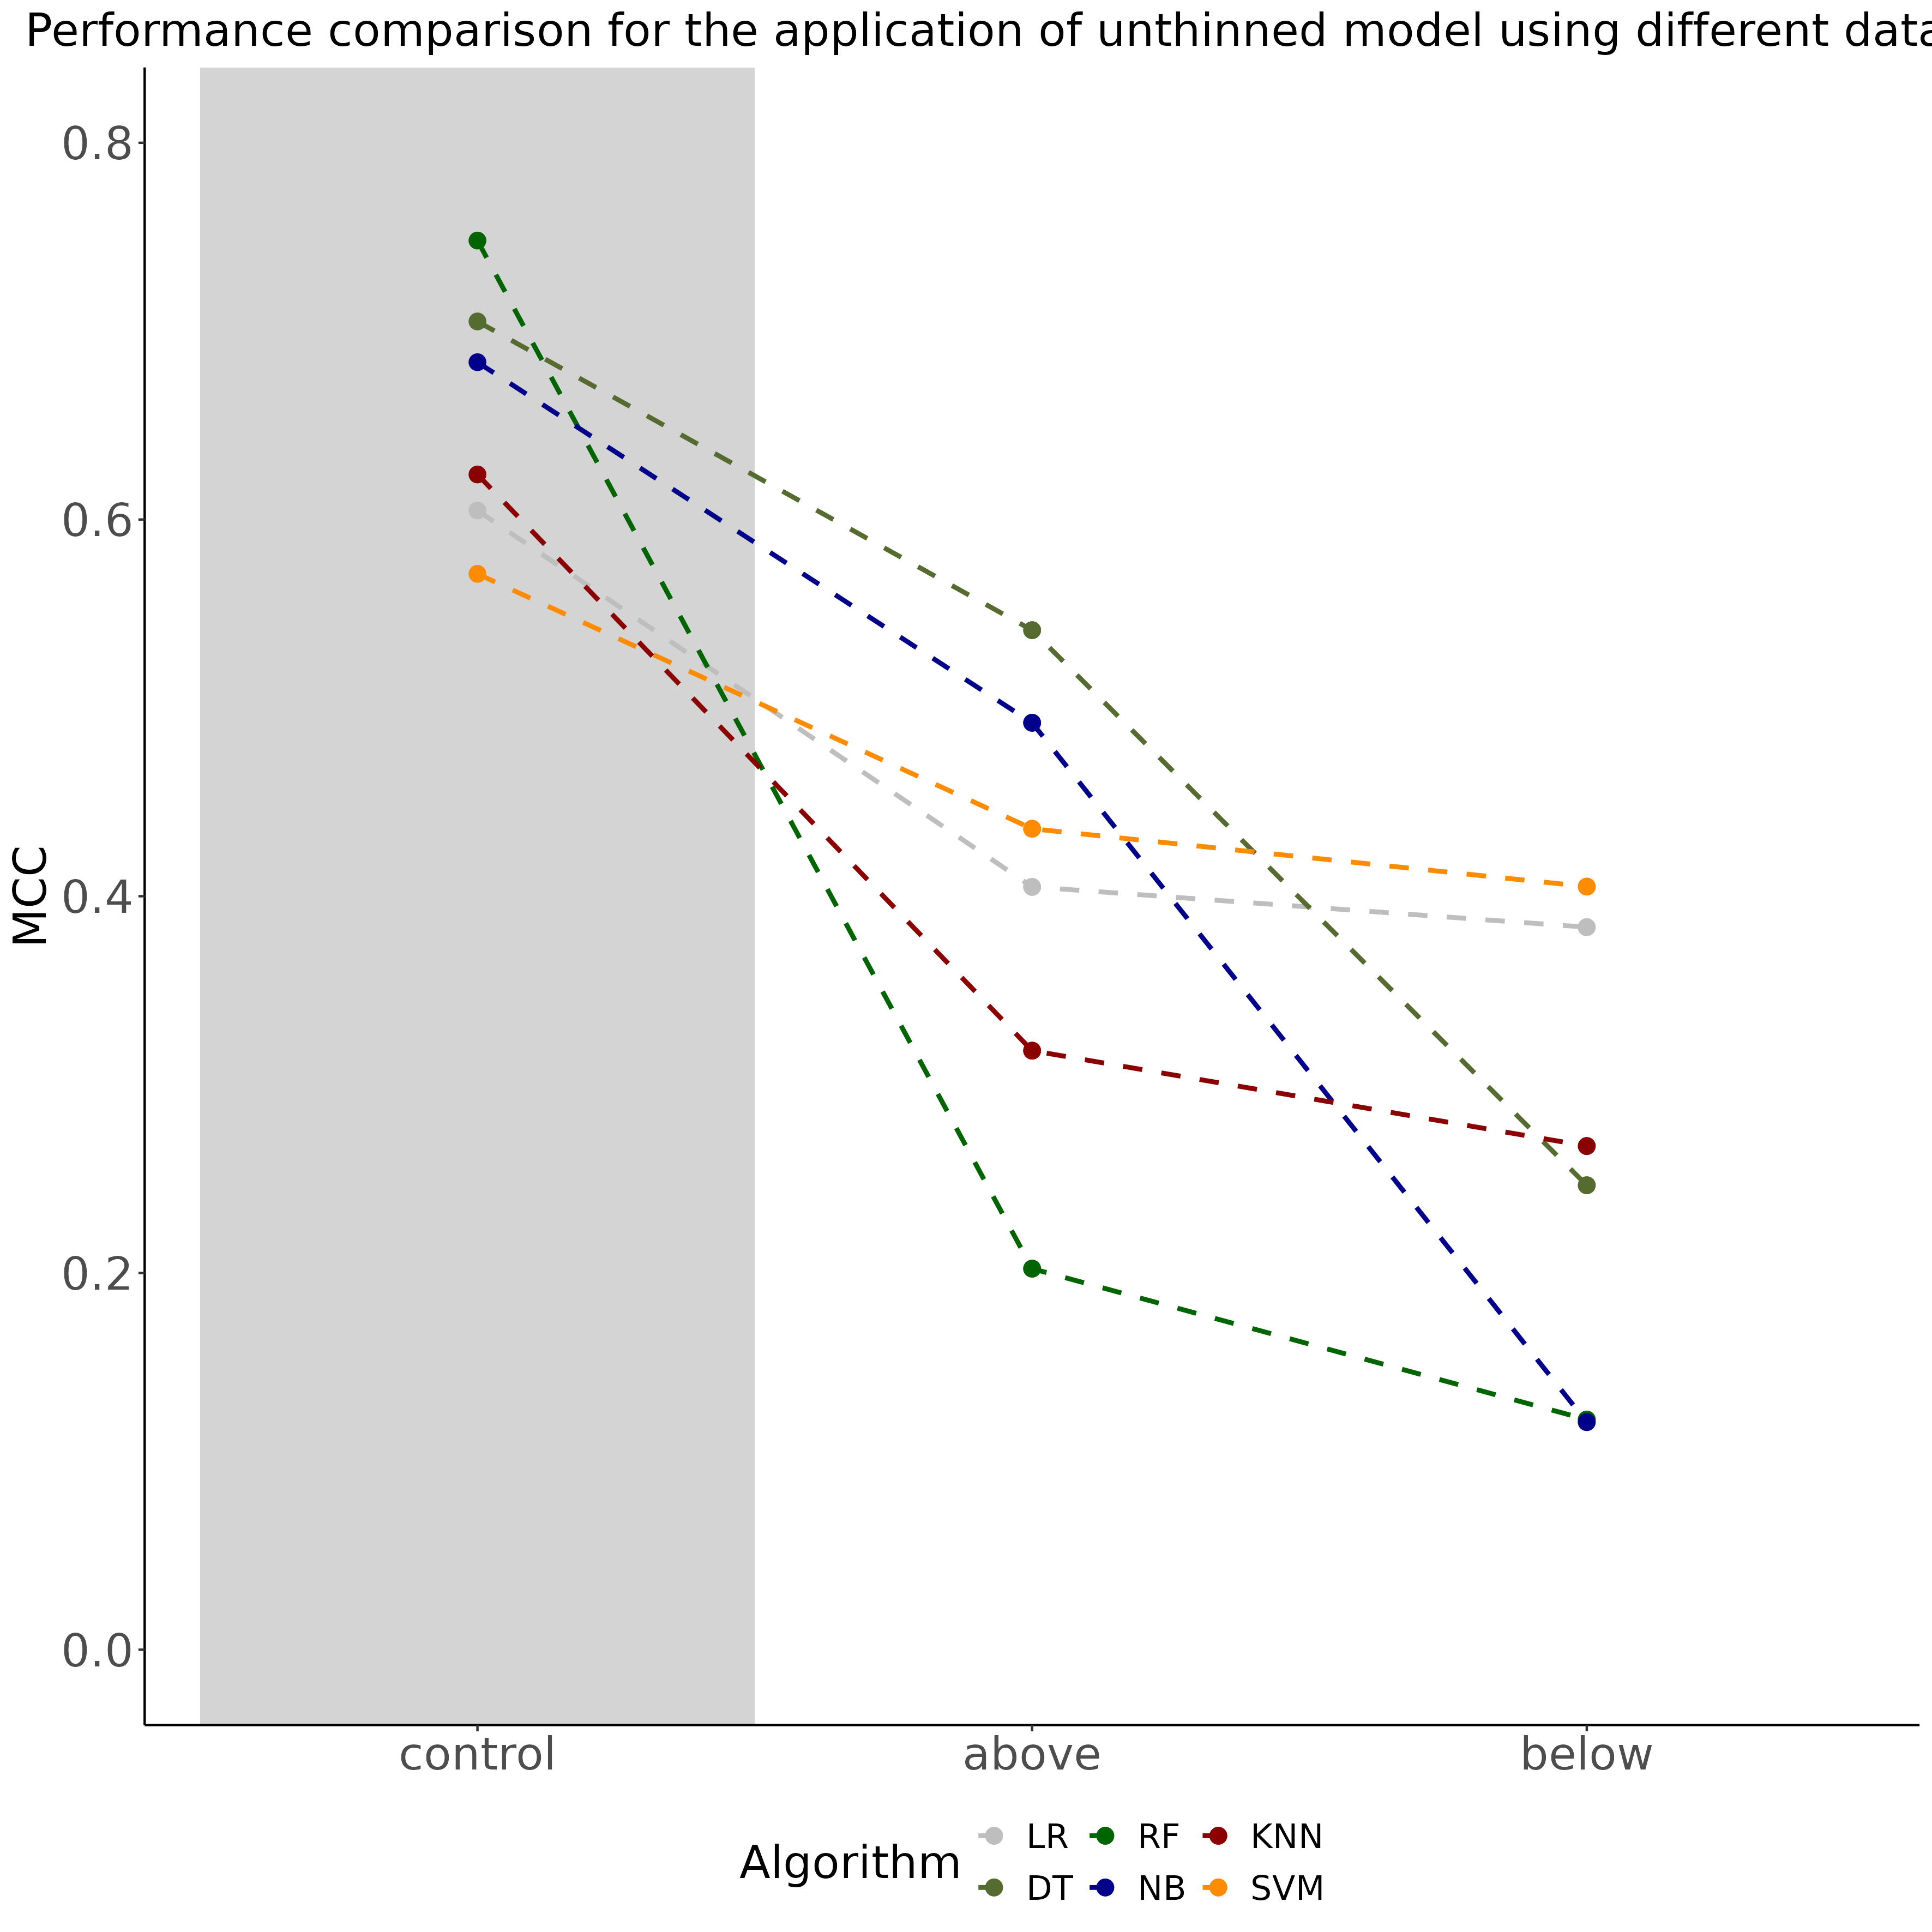 Performance comparison for the application of unthinned model using different data
0.8
0.6
0.4
0.2
0.0
MCC
control above below
Algorithm
LR RF KNN
DT NB SVM